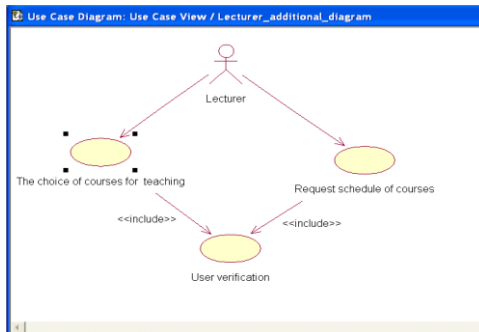 Use Case Diagram: Use Case View / Lecturer_additional_diagram
Lecturer
The choice of courses for teaching
Request schedule of courses
<<include>>
<<include>>
User verification